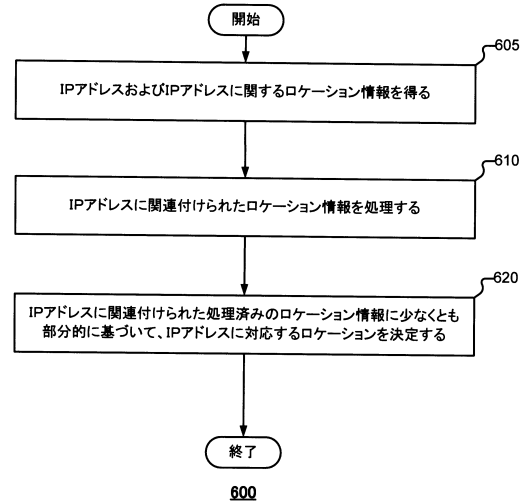 開始
605
IPアドレスおよびIPアドレスに関するロケーション情報を得る
610
IPアドレスに関連付けられたロケーション情報を処理する
620
IPアドレスに関連付けられた処理済みのロケーション情報に少なくとも
部分的に基づいて、IPアドレスに対応するロケーションを決定する
終了
600